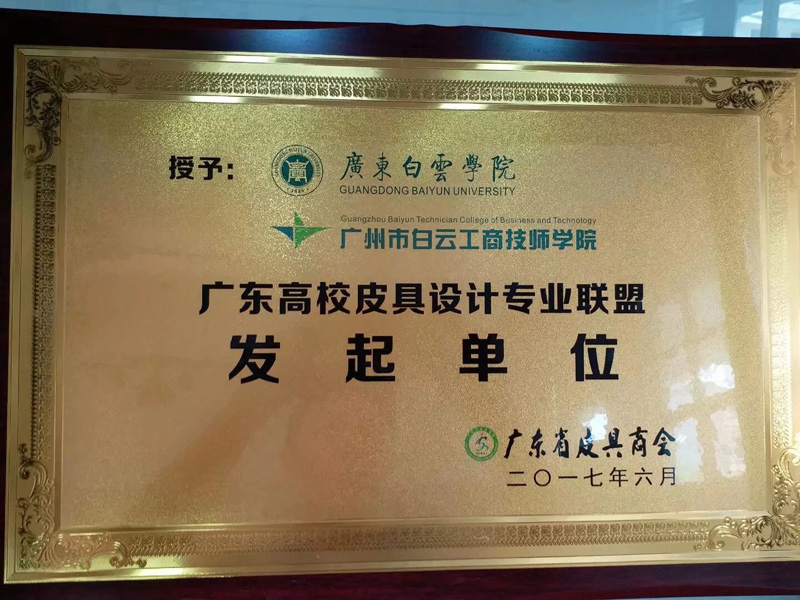 授予：
廣東白雲學院
GUANGDONG BAIYUN UNIVERSITY
Guangzhou Baiyun Technician College of Business and Technology
广州市白云工商技师学院
广东高校皮具设计专业联盟
发起单位
广东省皮具商会
二〇一七年六月